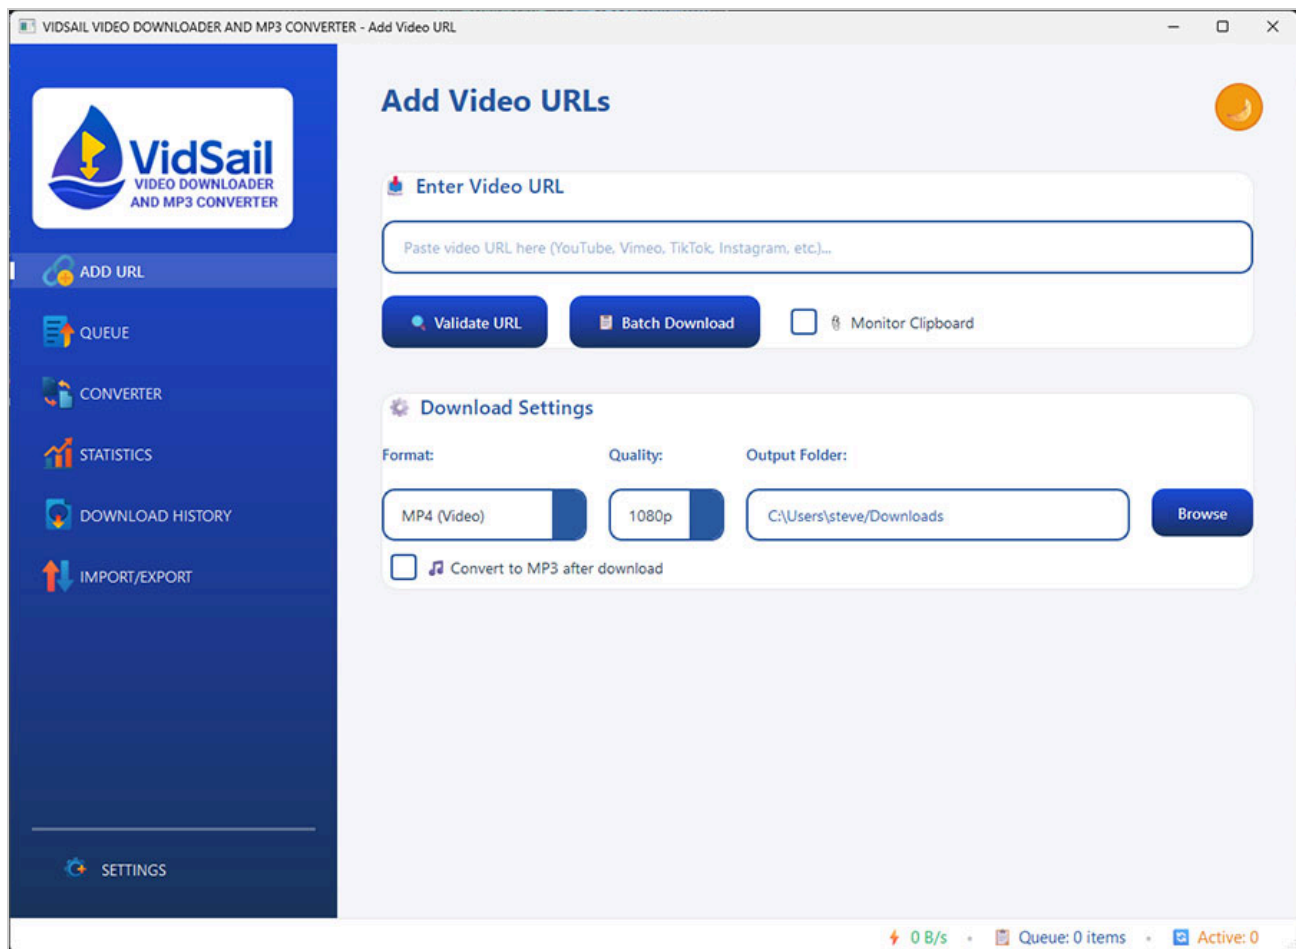 VIDSAIL VIDEO DOWNLOADER AND MP3 CONVERTER - Add Video URL
VidSail
VIDEO DOWNLOADER
AND MP3 CONVERTER
ADD URL
QUEUE
CONVERTER
STATISTICS
DOWNLOAD HISTORY
IMPORT/EXPORT
SETTINGS
Add Video URLs
Enter Video URL
Paste video URL here (YouTube, Vimeo, TikTok, Instagram, etc.)...
Validate URL Batch Download Monitor Clipboard
Download Settings
Format: Quality: Output Folder:
MP4 (Video) 1080p C:\Users\steve/Downloads Browse
Convert to MP3 after download
0 B/s • Queue: 0 items • Active: 0